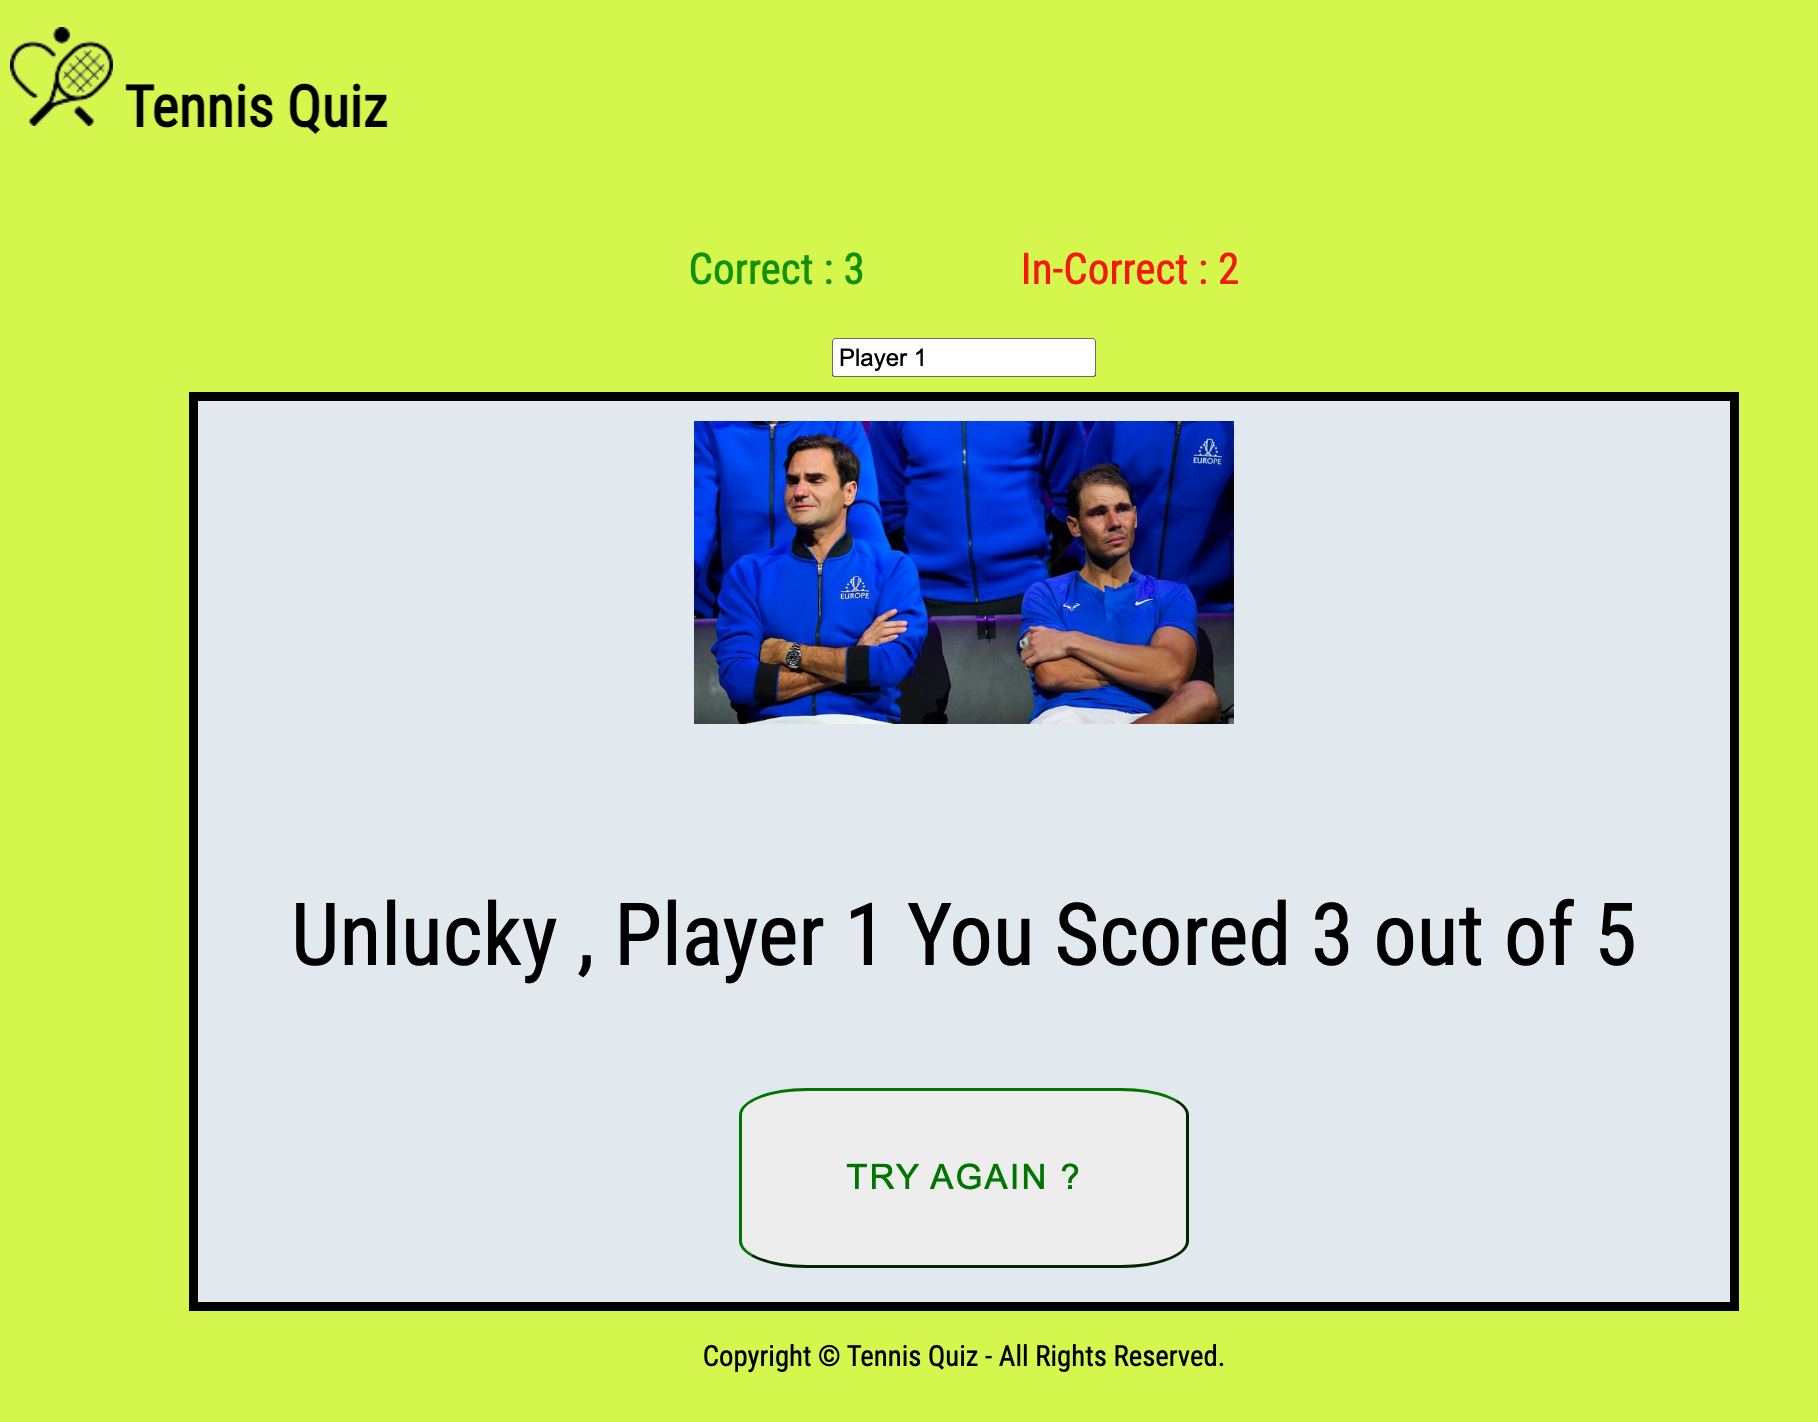 Tennis Quiz
Correct : 3
In-Correct : 2
Player 1
EUROPE
EUROPE
Unlucky , Player 1 You Scored 3 out of 5
TRY AGAIN ?
Copyright © Tennis Quiz - All Rights Reserved.